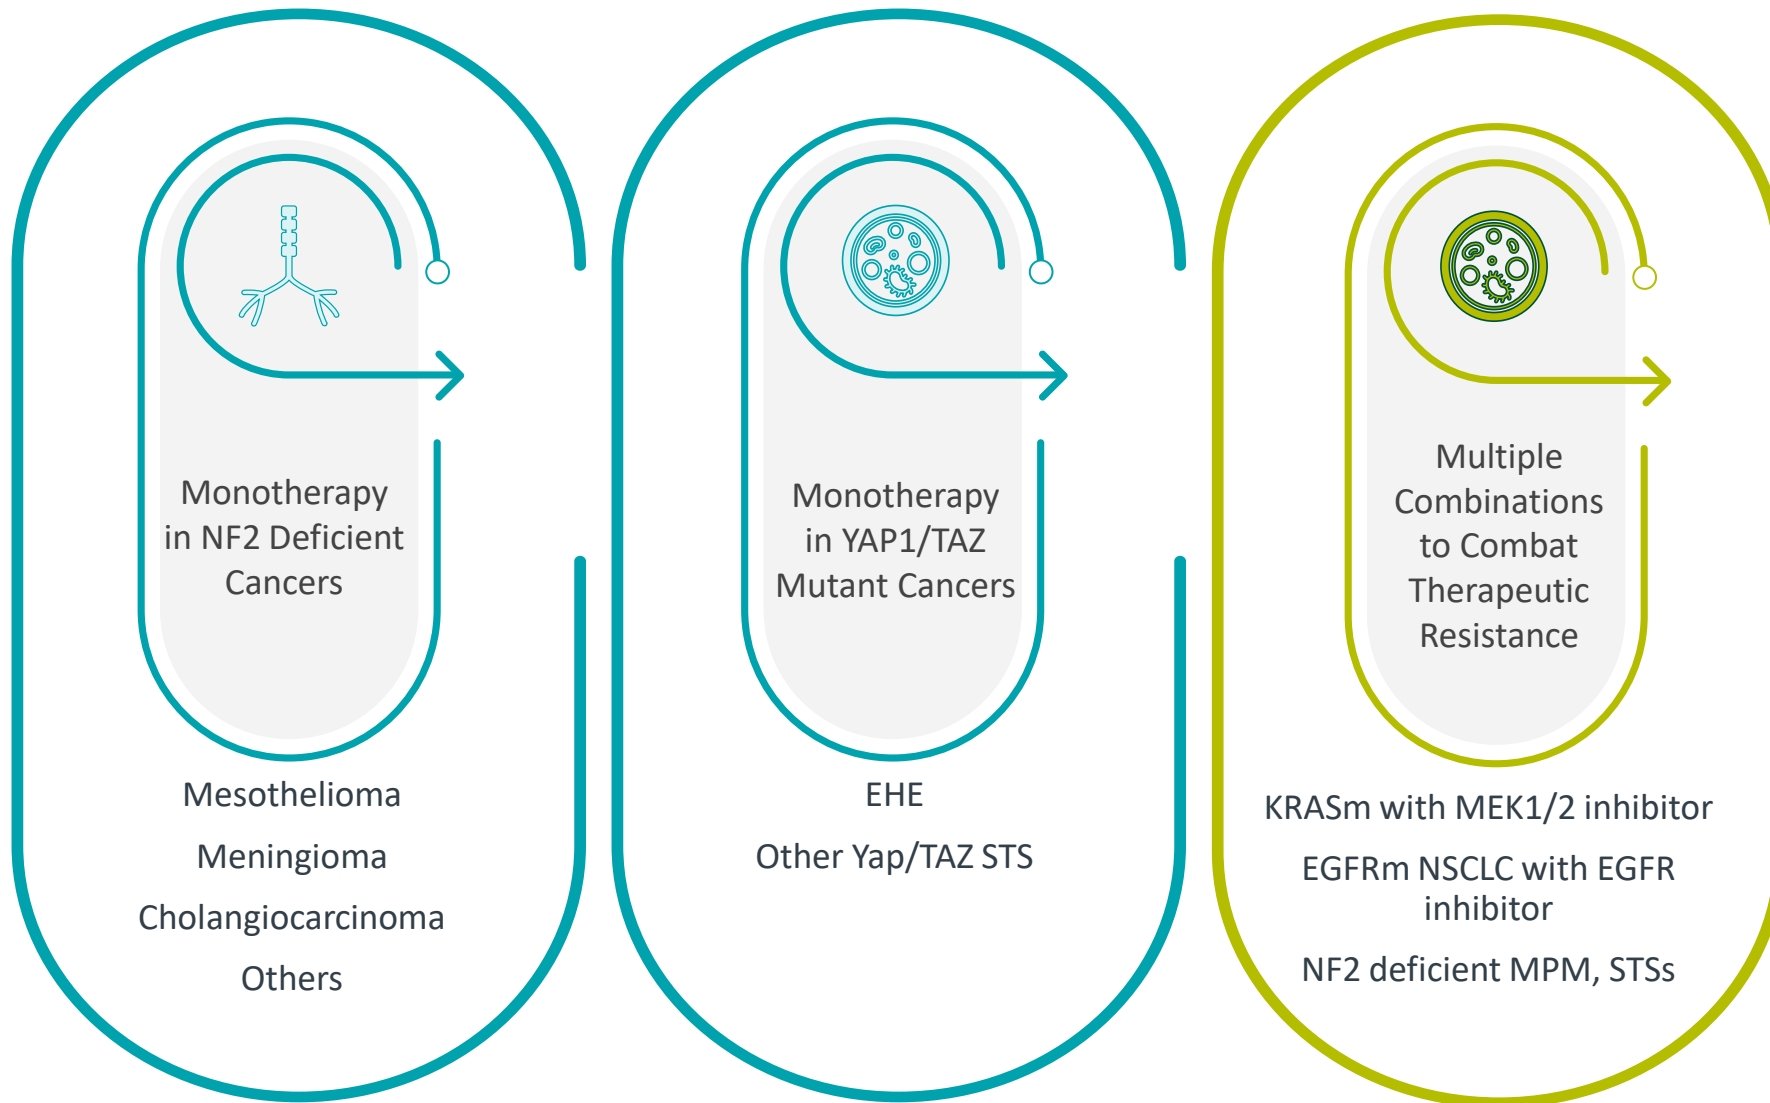 Monotherapy
in NF2 Deficient
Cancers
Mesothelioma
Meningioma
Cholangiocarcinoma
Others
Monotherapy
in YAP1/TAZ
Mutant Cancers
EHE
Other Yap/TAZ STS
Multiple
Combinations
to Combat
Therapeutic
Resistance
KRASm with MEK1/2 inhibitor
EGFRm NSCLC with EGFR
inhibitor
NF2 deficient MPM, STSs